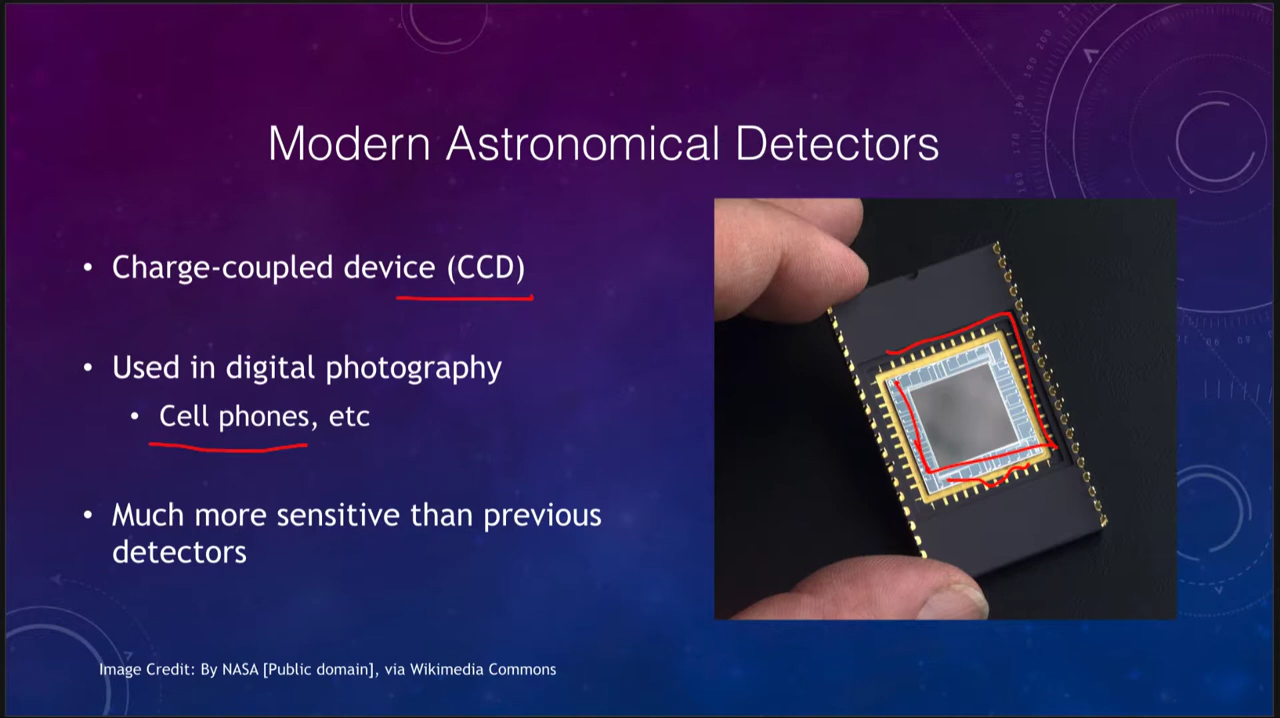 Modern Astronomical Detectors
• Charge-coupled device (CCD)
• Used in digital photography
• Cell phones, etc
• Much more sensitive than previous
detectors
Image Credit: By NASA [Public domain], via Wikimedia Commons